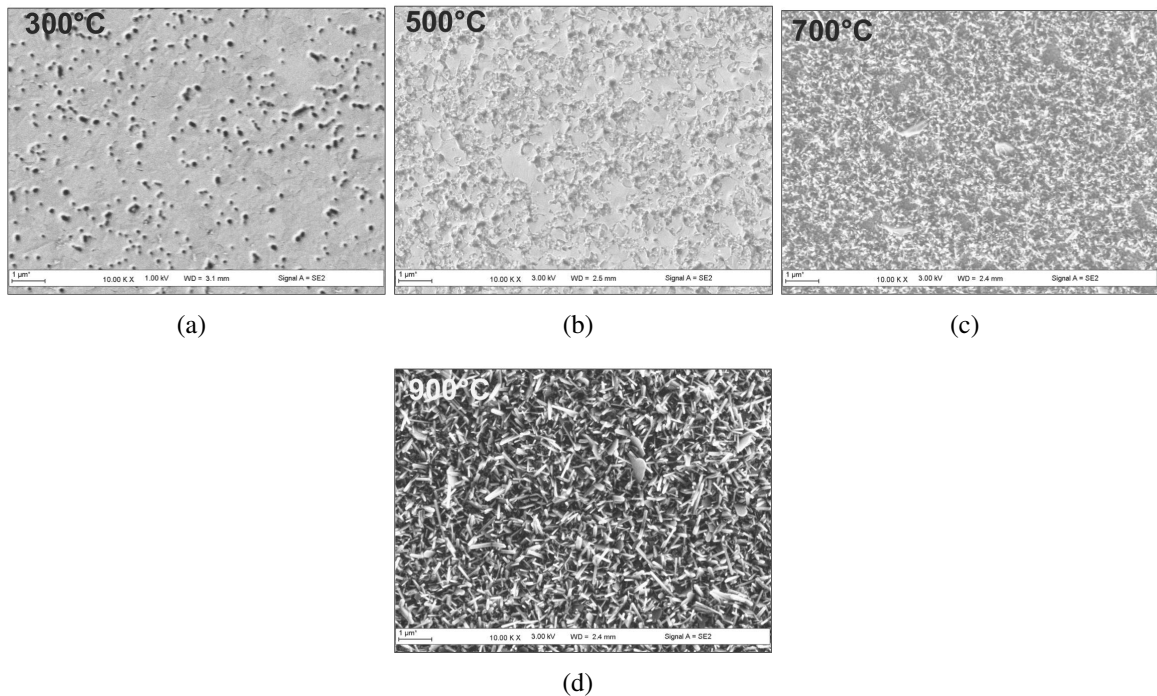 300°C
500°C
700°C
1 µm* 10.00 K X 1.00 kV WD = 3.1 mm Signal A = SE2
1 µm* 10.00 K X 3.00 kV WD = 2.5 mm Signal A = SE2
1 µm* 10.00 K X 3.00 kV WD = 2.4 mm Signal A = SE2
(a)
(b)
(c)
900°C
1 µm* 10.00 K X 3.00 kV WD = 2.4 mm Signal A = SE2
(d)